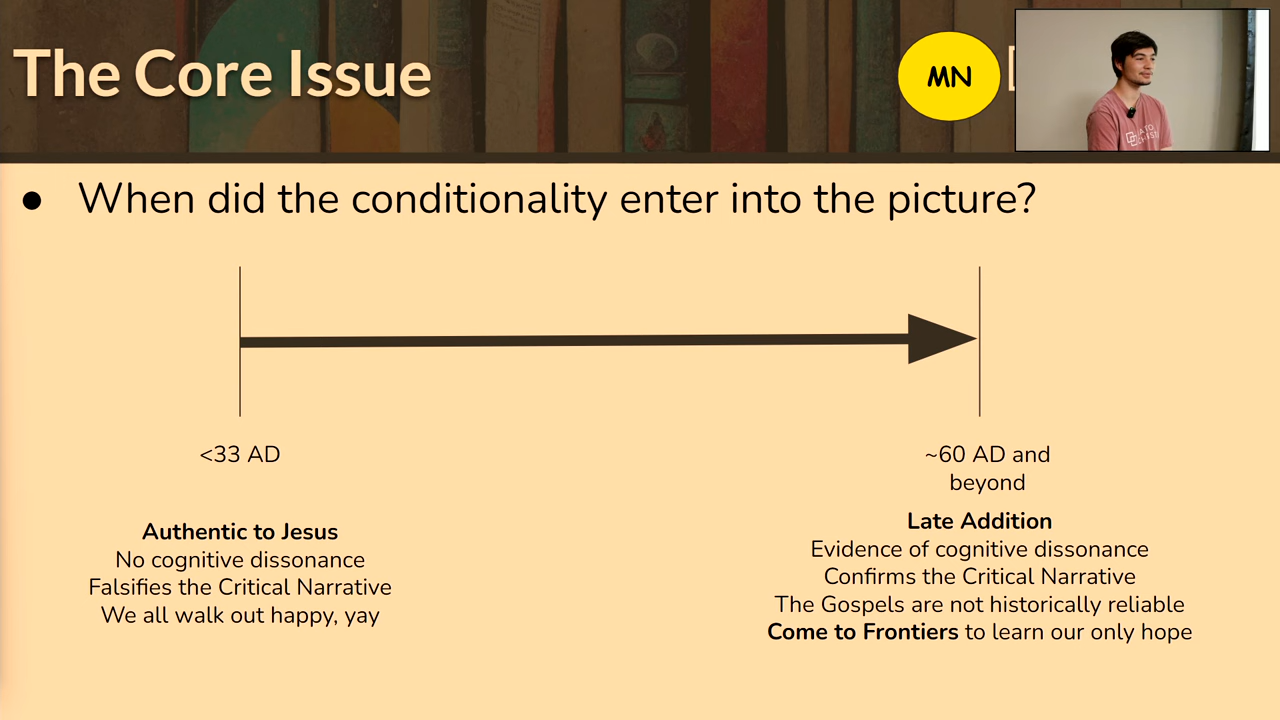 The Core Issue
MN
When did the conditionality enter into the picture?
<33 AD
Authentic to Jesus
No cognitive dissonance
Falsifies the Critical Narrative
We all walk out happy, yay
~60 AD and
beyond
Late Addition
Evidence of cognitive dissonance
Confirms the Critical Narrative
The Gospels are not historically reliable
Come to Frontiers to learn our only hope